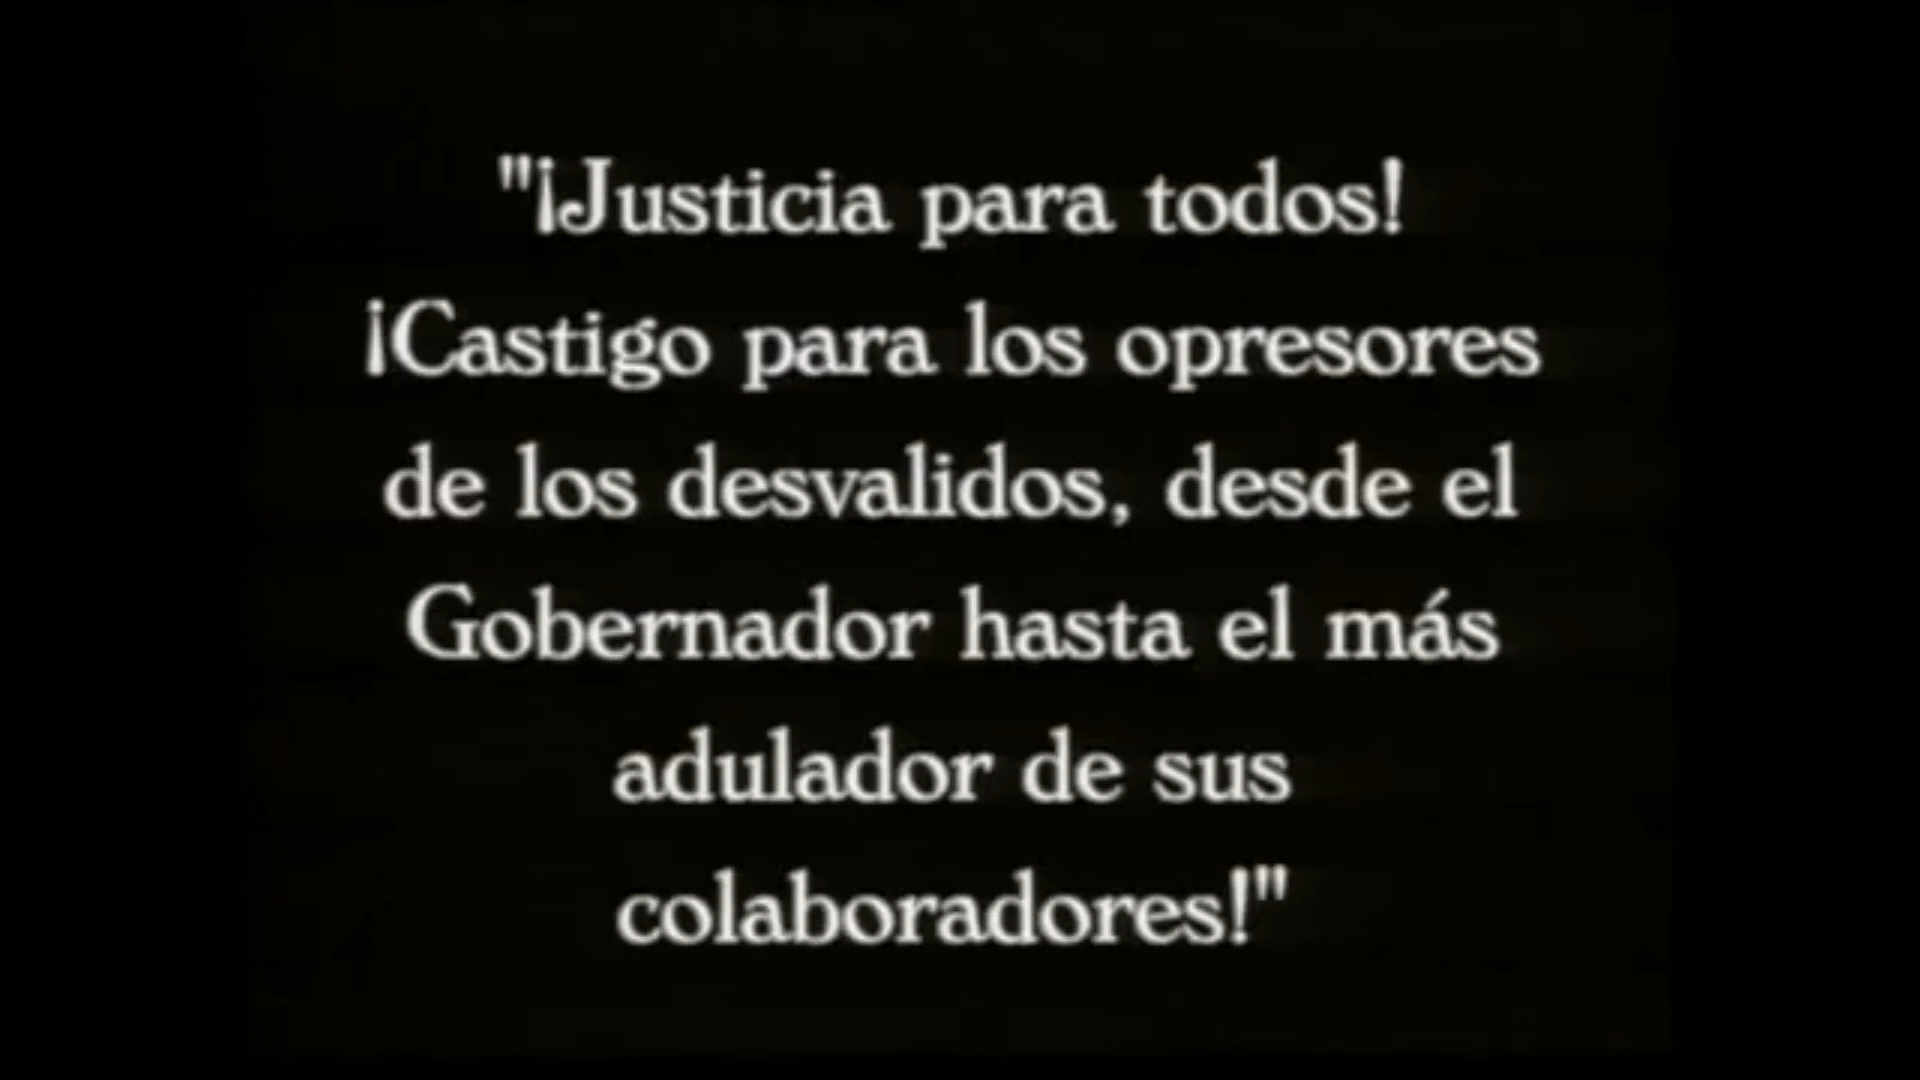 "¡Justicia para todos!
¡Castigo para los opresores
de los desvalidos, desde el
Gobernador hasta el más
adulador de sus
colaboradores!"